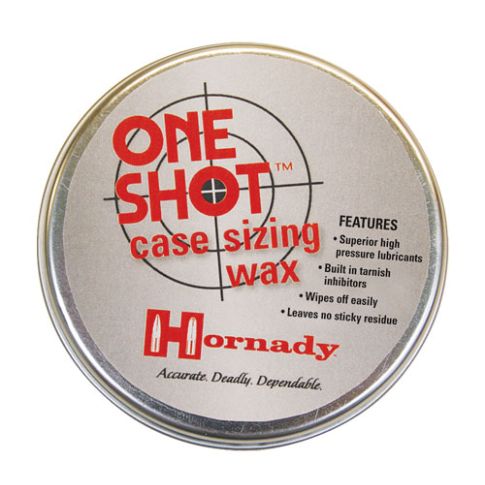 ONE
SHOT™
case sizing
wax
FEATURES
• Superior high
pressure lubricants
• Built in tarnish
inhibitors
• Wipes off easily
• Leaves no sticky residue
Hornady
Accurate. Deadly. Dependable.